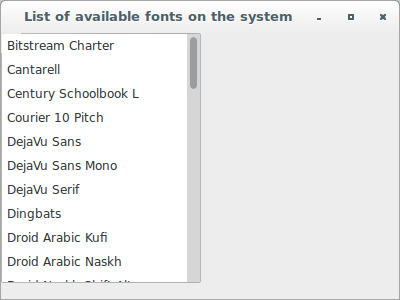 List of available fonts on the system
Bitstream Charter
Cantarell
Century Schoolbook L
Courier 10 Pitch
DejaVu Sans
DejaVu Sans Mono
DejaVu Serif
Dingbats
Droid Arabic Kufi
Droid Arabic Naskh